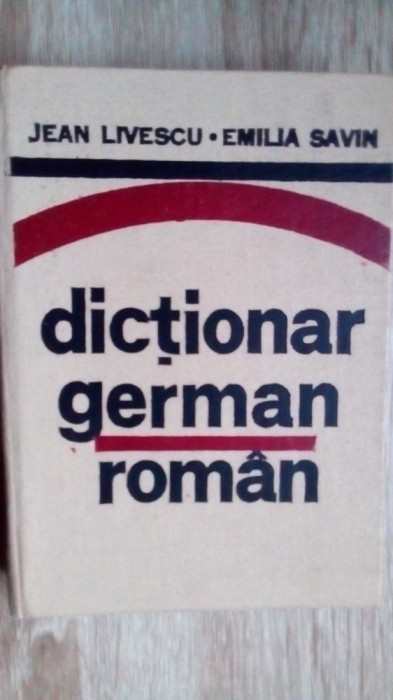 JEAN LIVESCU • EMILIA SAVIN
dicționar
german
român